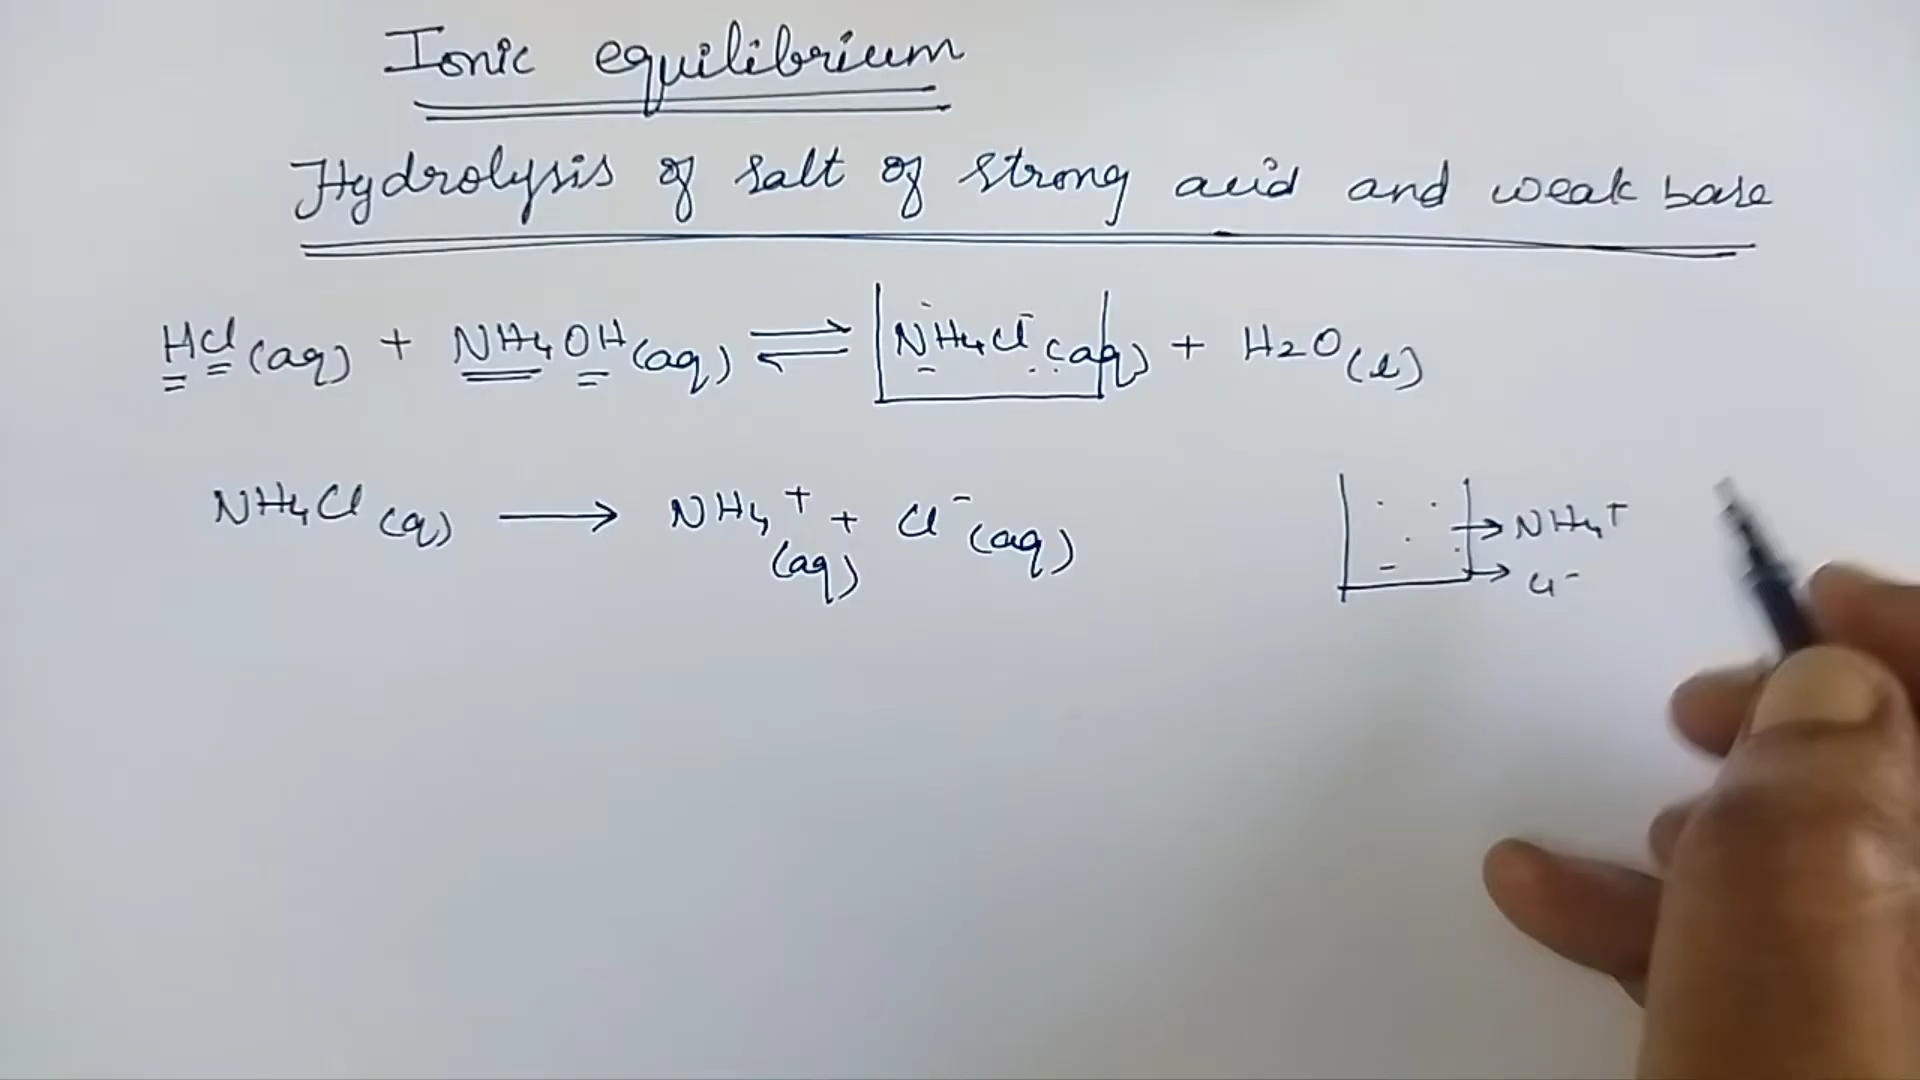 Ionic equilibrium
Hydrolysis of salt of strong acid and weak base
HCl (aq) + NH4OH (aq) ⇌ NH4Cl (aq) + H2O (l)
NH4Cl (q) ⟶ NH4+ (aq) + Cl- (aq)
→ NH4+
→ Cl-